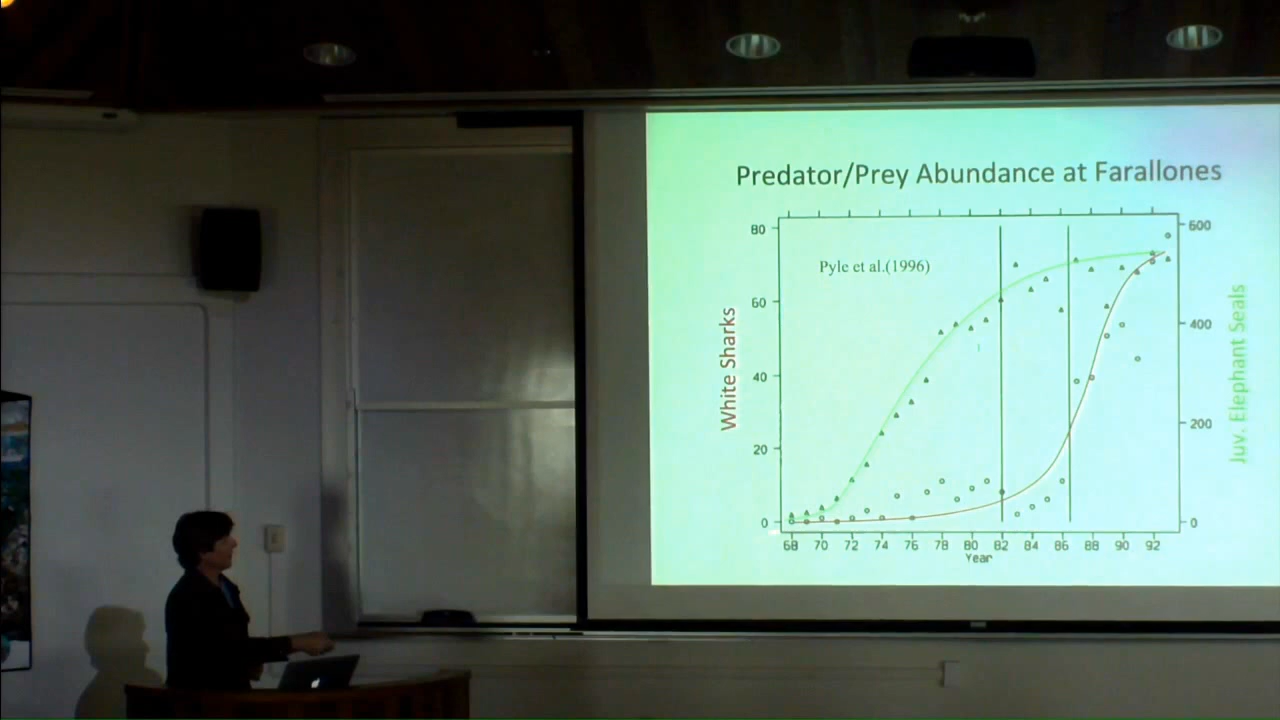 Predator/Prey Abundance at Farallones
Pyle et al.(1996)
White Sharks
80
60
40
20
0
600
400
200
0
Juv. Elephant Seals
68 70 72 74 76 78 80 82 84 86 88 90 92
Year